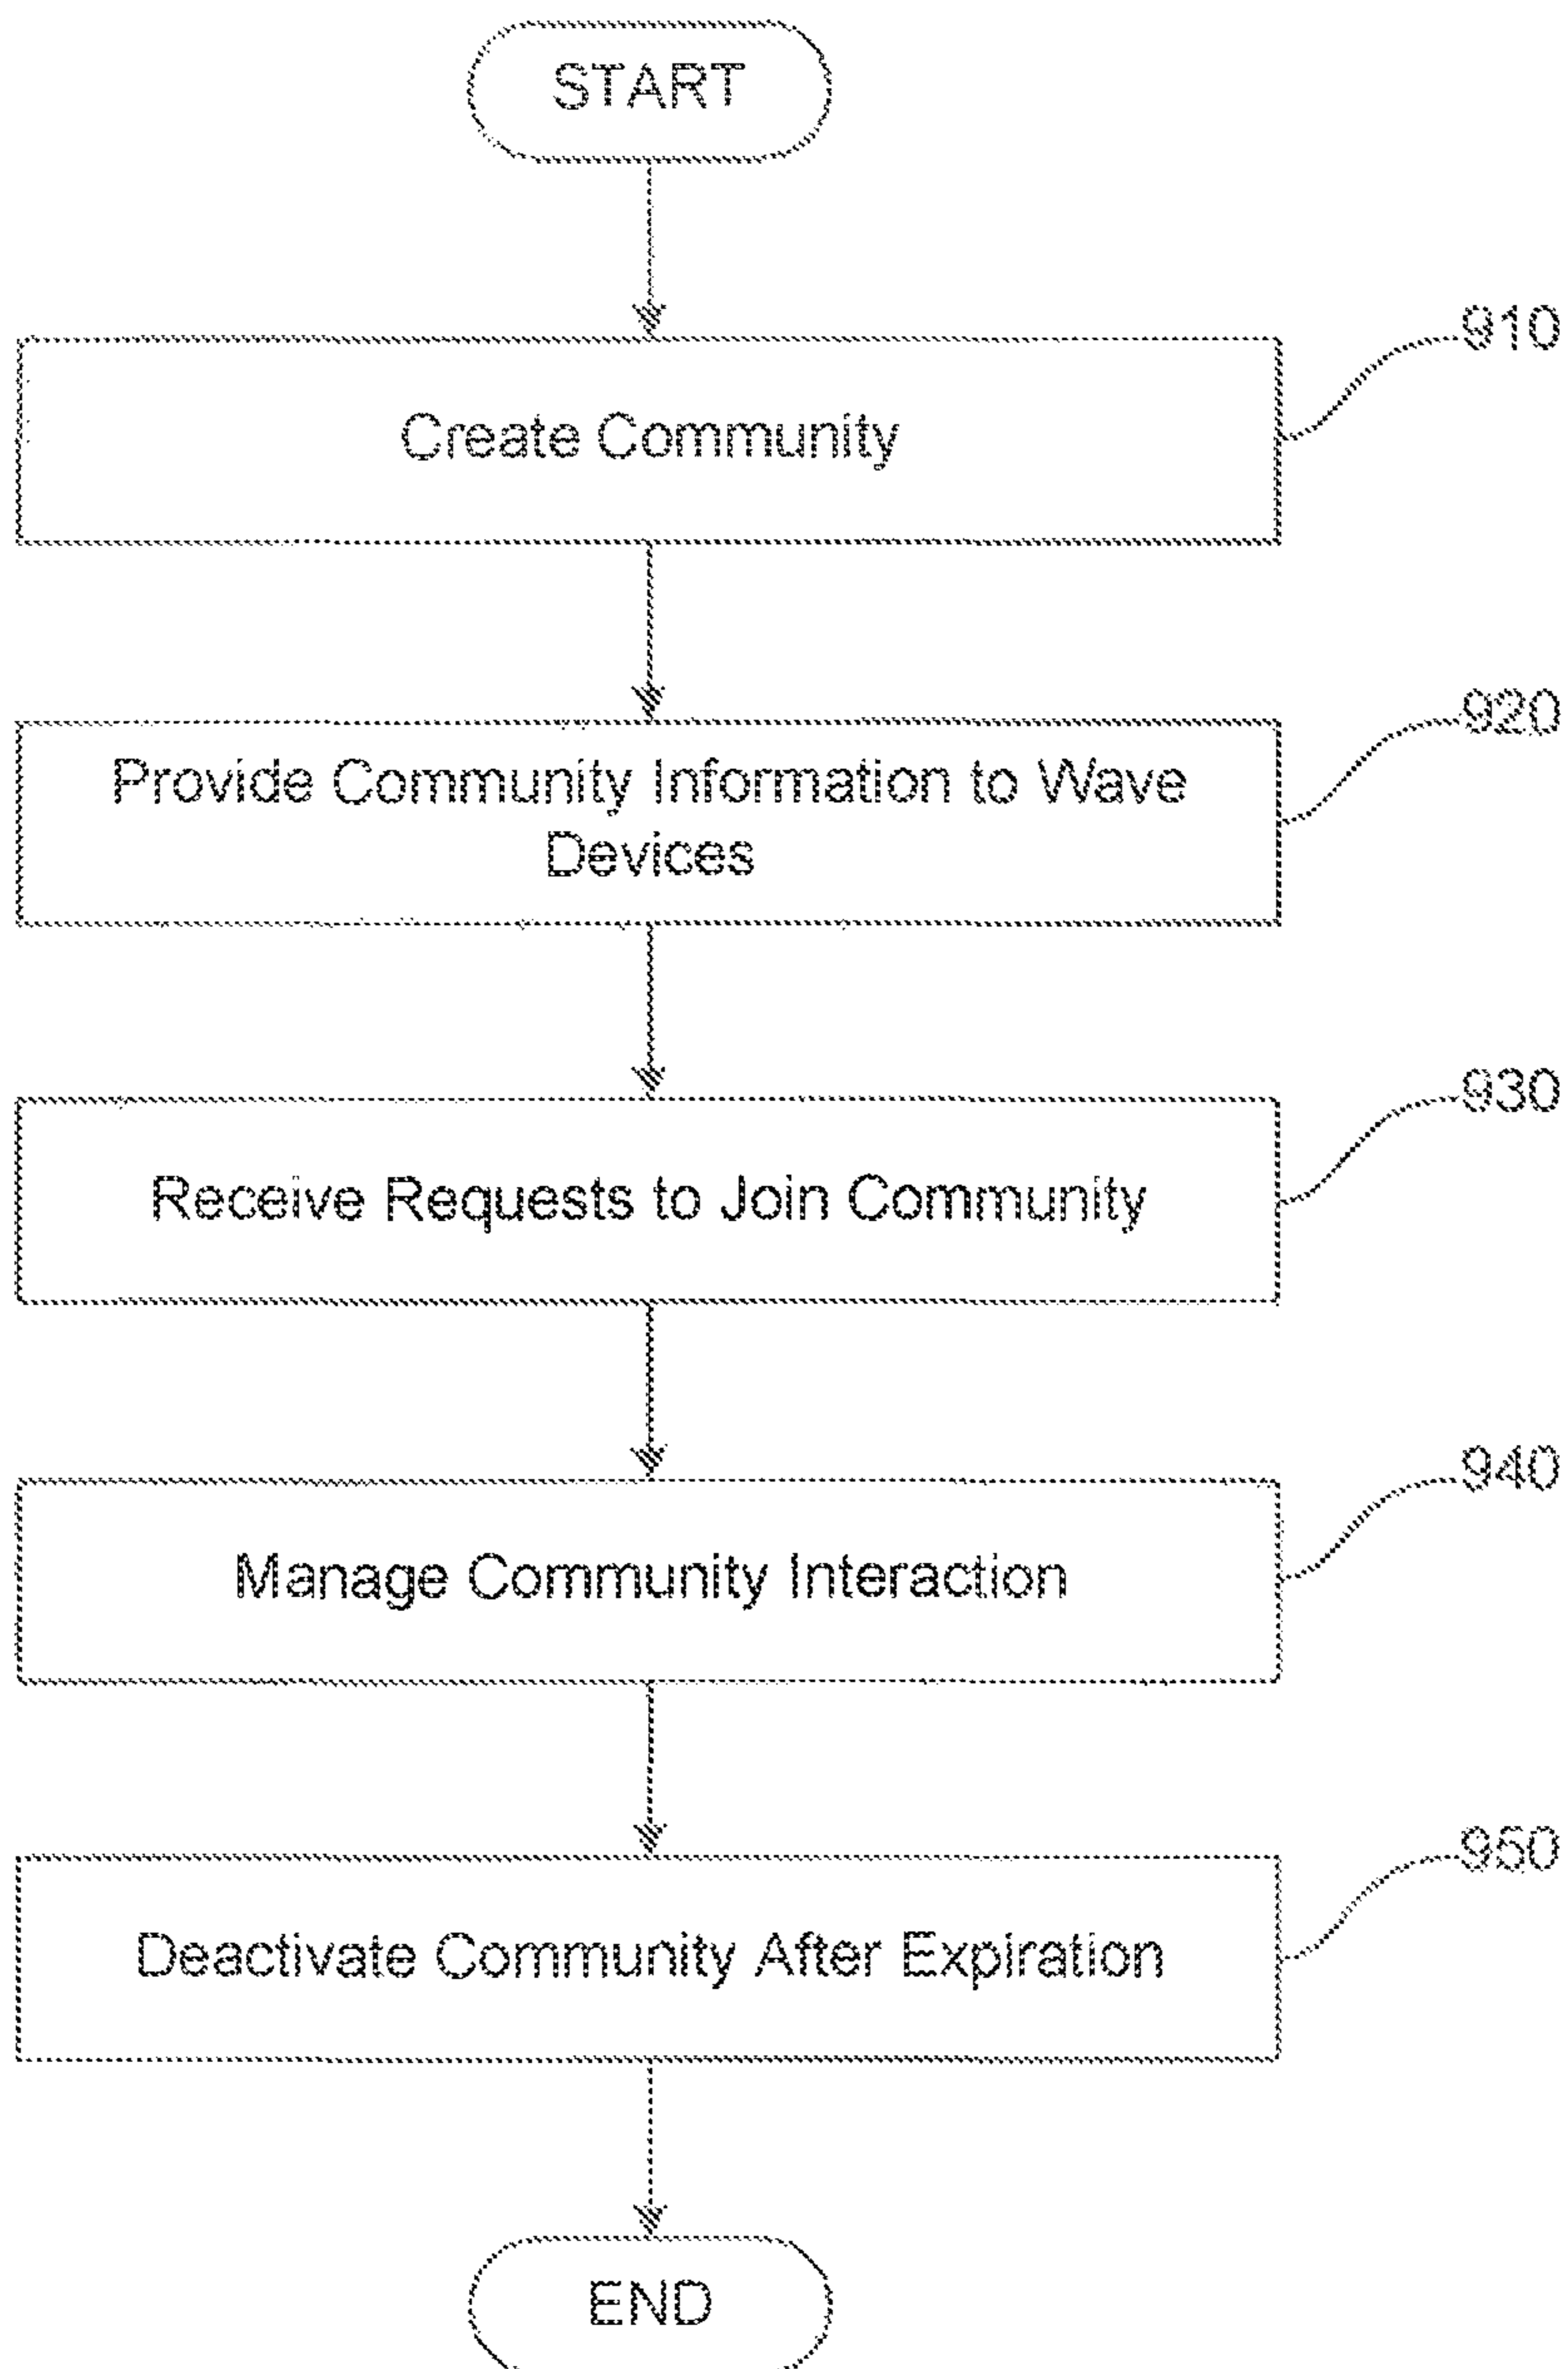 START
910
Create Community
920
Provide Community Information to Wave
Devices
930
Receive Requests to Join Community
940
Manage Community Interaction
950
Deactivate Community After Expiration
END